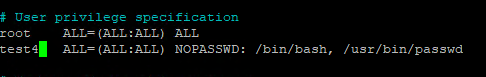 # User privilege specification
root    ALL=(ALL:ALL) ALL
test4   ALL=(ALL:ALL) NOPASSWD: /bin/bash, /usr/bin/passwd